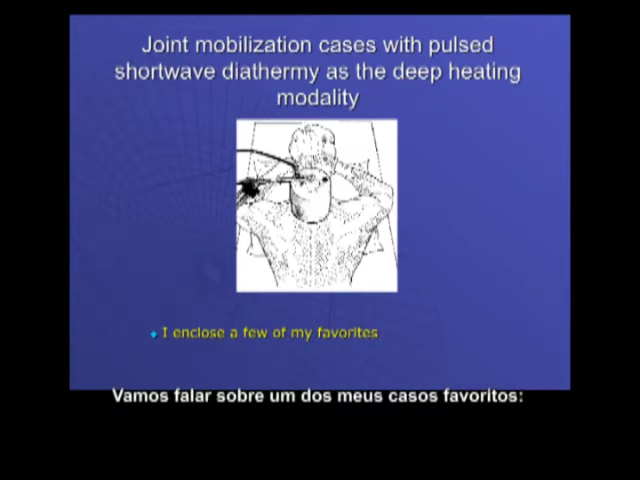 Joint mobilization cases with pulsed
shortwave diathermy as the deep heating
modality
I enclose a few of my favorites
Vamos falar sobre um dos meus casos favoritos: